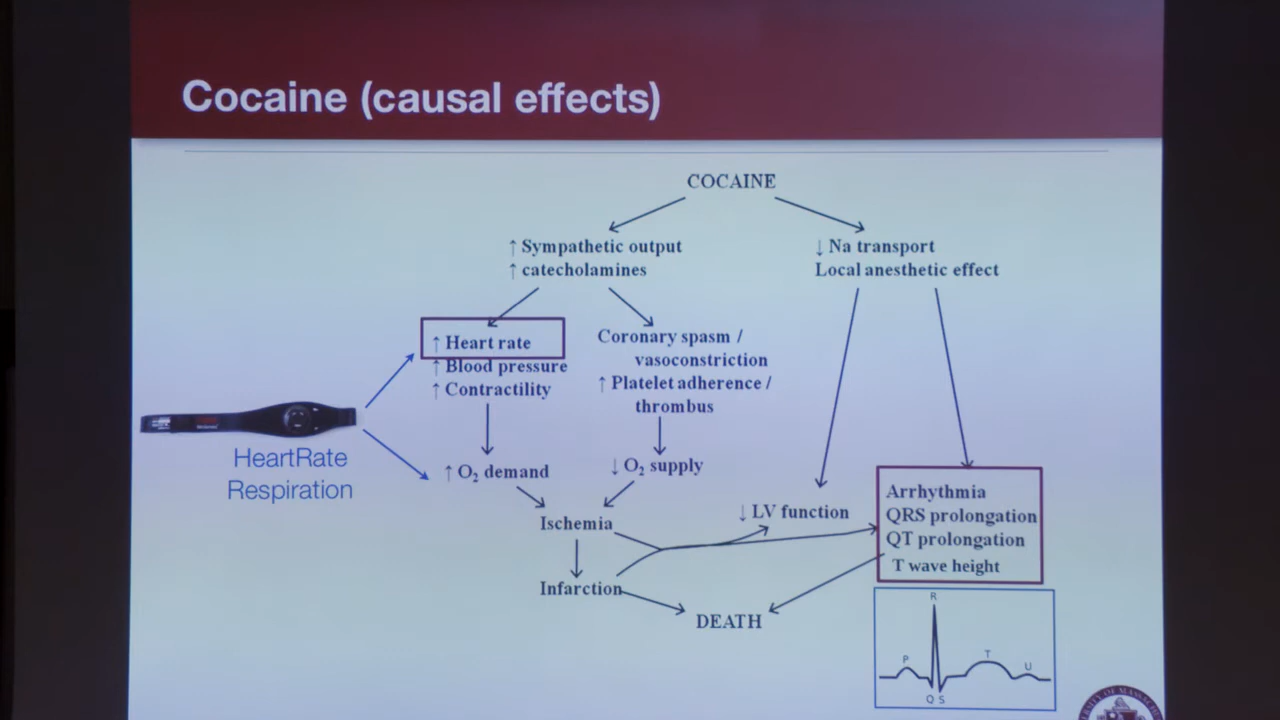 Cocaine (causal effects)
COCAINE
↑ Sympathetic output
↑ catecholamines
↓ Na transport
Local anesthetic effect
↑ Heart rate
↑ Blood pressure
↑ Contractility
Coronary spasm /
vasoconstriction
↑ Platelet adherence /
thrombus
HeartRate
Respiration
↑ O₂ demand
↓ O₂ supply
Ischemia
↓ LV function
Arrhythmia
QRS prolongation
QT prolongation
T wave height
Infarction
DEATH
R
P
T
U
Q S